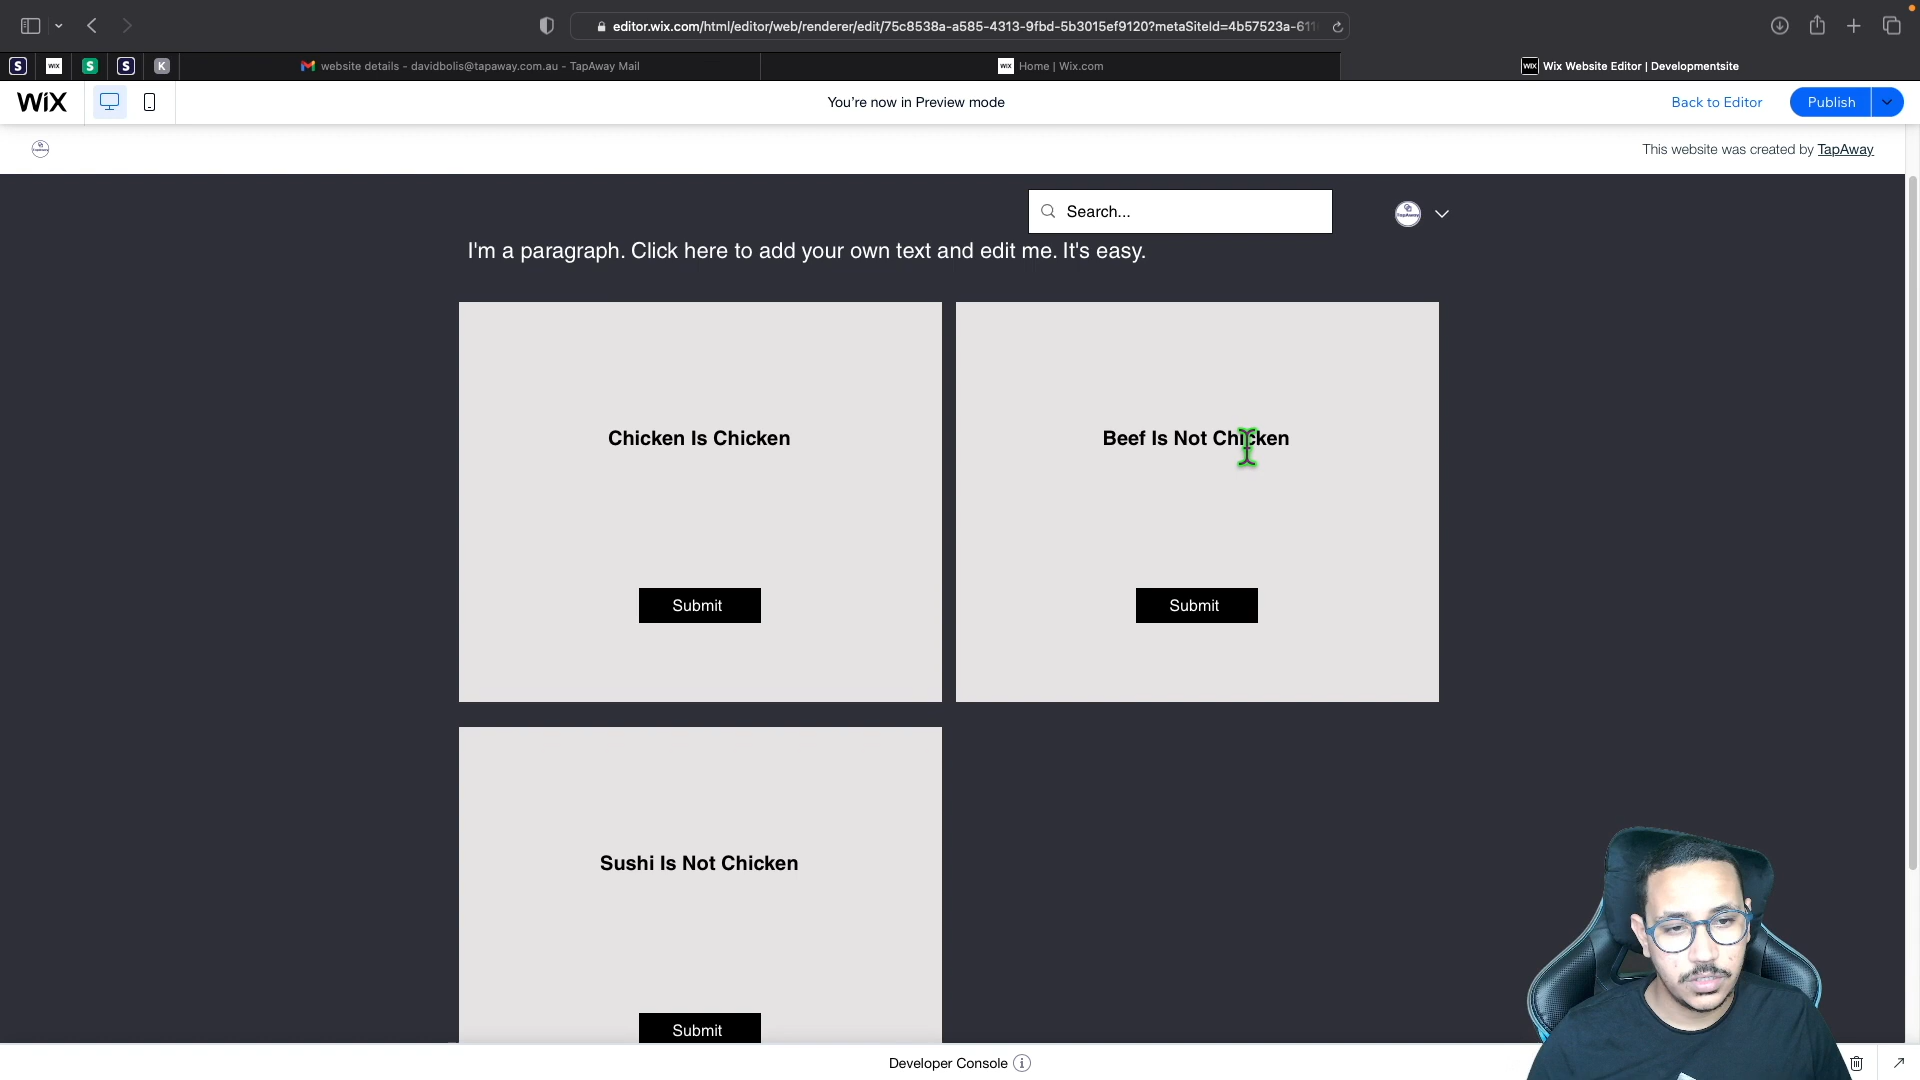 editor.wix.com/html/editor/web/renderer/edit/75c8538a-a585-4313-9fbd-5b3015ef9120?metaSiteId=4b57523a-611
S
WIX
S
S
K
website details - davidbolis@tapaway.com.au - TapAway Mail
WIX
Home | Wix.com
WIX
Wix Website Editor | Developmentsite
WiX
You're now in Preview mode
Back to Editor
Publish
This website was created by TapAway
Search...
I'm a paragraph. Click here to add your own text and edit me. It's easy.
Chicken Is Chicken
Beef Is Not Chicken
Submit
Submit
Sushi Is Not Chicken
Submit
Developer Console